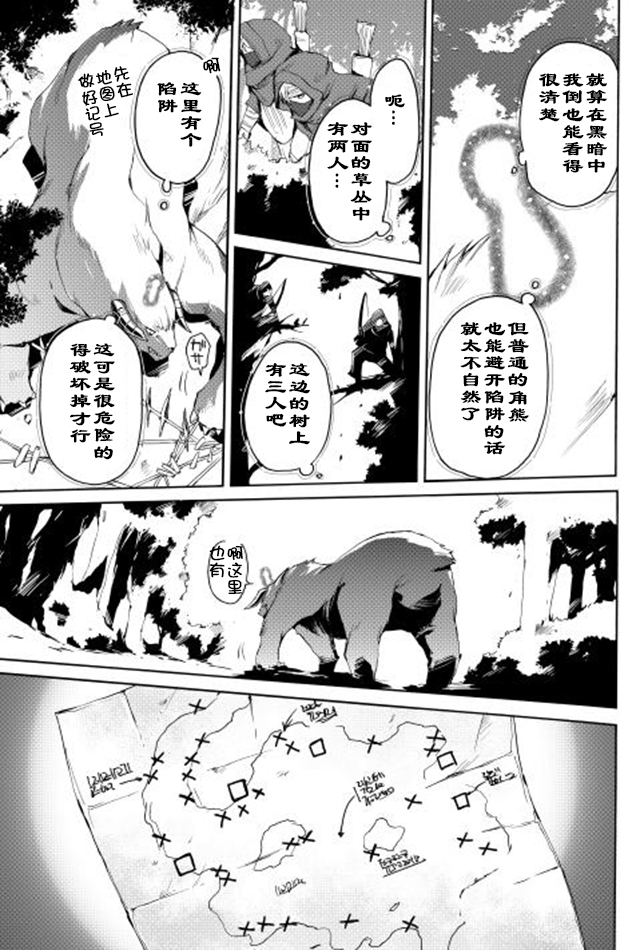 就算在黑暗中
我倒也能看得
很清楚
但普通的角熊
也能避开陷阱的话
就太不自然了
呃…
对面的草丛中
有两人…
这边的树上
有三人吧
啊
这里有个
陷阱
先在
地图上
做好记号
这可是很危险的
得破坏掉才行
ガサ
啊这里
也有